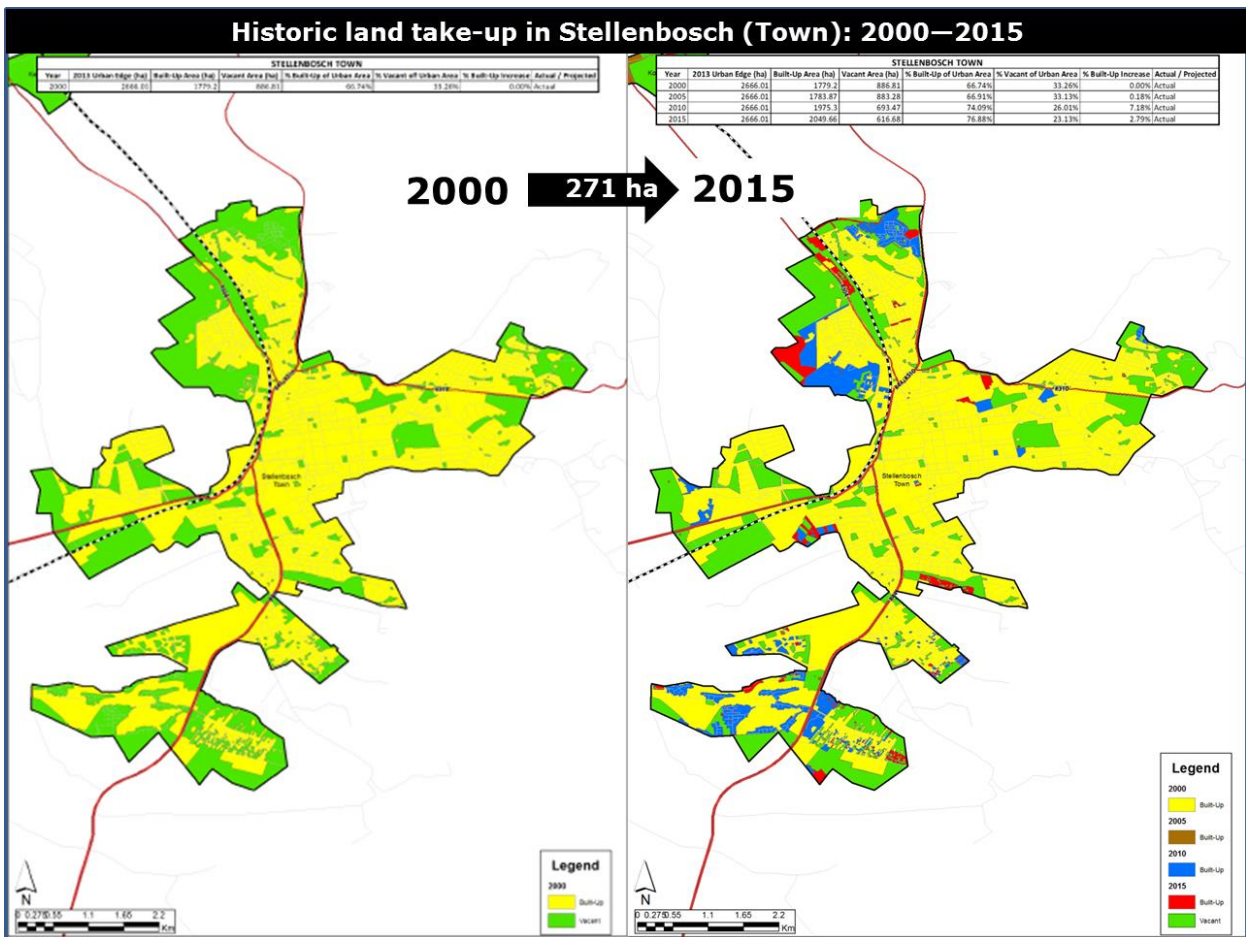 Historic land take-up in Stellenbosch (Town): 2000—2015
STELLENBOSCH TOWN
Year 2013 Urban Edge (ha) Built-Up Area (ha) Vacant Area (ha) % Built-Up of Urban Area % Vacant off Urban Area % Built-Up Increase Actual / Projected
2000 2666.01 1779.2 886.81 66.74% 33.26% 0.00% Actual
STELLENBOSCH TOWN
Year 2013 Urban Edge (ha) Built-Up Area (ha) Vacant Area (ha) % Built-Up of Urban Area % Vacant of Urban Area % Built-Up Increase Actual / Projected
2000 2666.01 1779.2 886.81 66.74% 33.26% 0.00% Actual
2005 2666.01 1783.87 883.28 66.91% 33.13% 0.18% Actual
2010 2666.01 1975.3 693.47 74.09% 26.01% 7.18% Actual
2015 2666.01 2049.66 616.68 76.88% 23.13% 2.79% Actual
2000 271 ha 2015
Stellenbosch
Town
Stellenbosch
Town
R310
Legend
2000
Built-Up
Vacant
N
0 0.275 0.55 1.1 1.65 2.2
Km
Legend
2000
Built-Up
2005
Built-Up
2010
Built-Up
2015
Built-Up
Vacant
N
0 0.275 0.55 1.1 1.65 2.2
Km